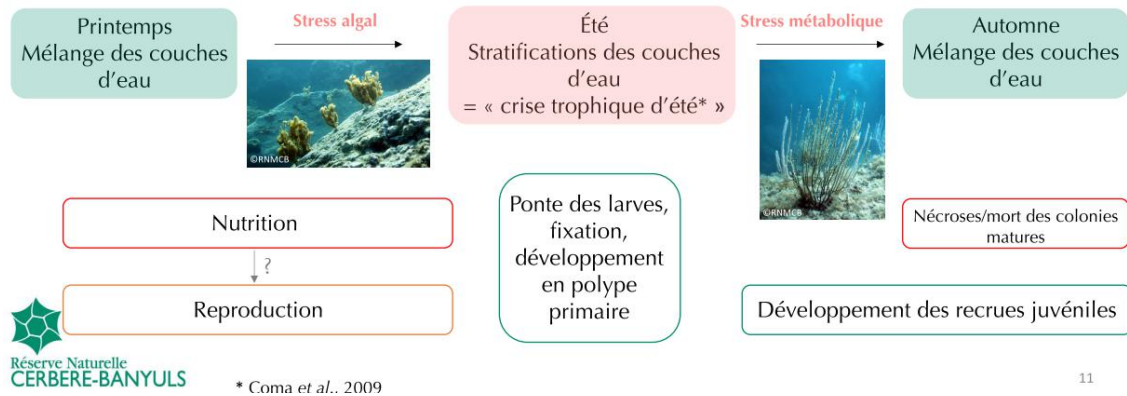 Printemps
Mélange des couches
d'eau
Stress algal
©RNMCB
Été
Stratifications des couches
d'eau
= « crise trophique d'été* »
Stress métabolique
©RNMCB
Automne
Mélange des couches
d'eau
Nutrition
?
Reproduction
Ponte des larves,
fixation,
développement
en polype
primaire
Nécroses/mort des colonies
matures
Développement des recrues juvéniles
Réserve Naturelle
CERBERE-BANYULS
* Coma et al., 2009
11